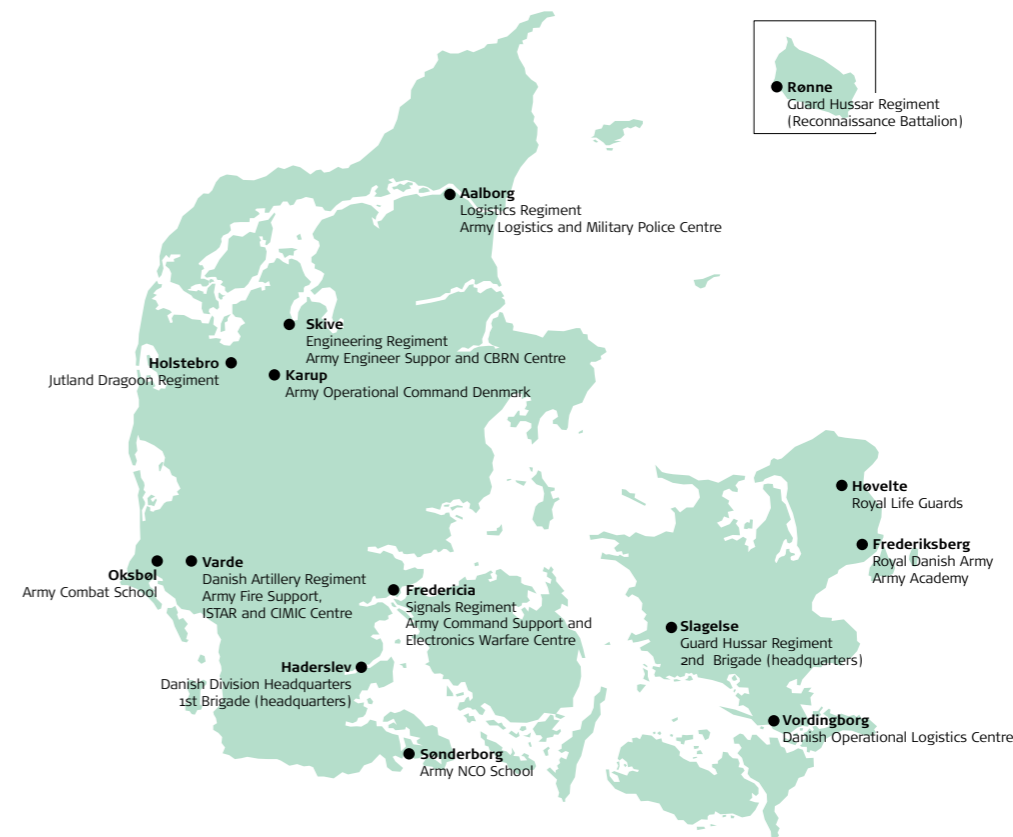 Rønne
Guard Hussar Regiment
(Reconnaissance Battalion)
Aalborg
Logistics Regiment
Army Logistics and Military Police Centre
Skive
Engineering Regiment
Army Engineer Suppor and CBRN Centre
Holstebro
Jutland Dragoon Regiment
Karup
Army Operational Command Denmark
Høvelte
Royal Life Guards
Frederiksberg
Royal Danish Army
Army Academy
Oksbøl
Army Combat School
Varde
Danish Artillery Regiment
Army Fire Support,
ISTAR and CIMIC Centre
Fredericia
Signals Regiment
Army Command Support and
Electronics Warfare Centre
Slagelse
Guard Hussar Regiment
2nd Brigade (headquarters)
Haderslev
Danish Division Headquarters
1st Brigade (headquarters)
Vordingborg
Danish Operational Logistics Centre
Sønderborg
Army NCO School